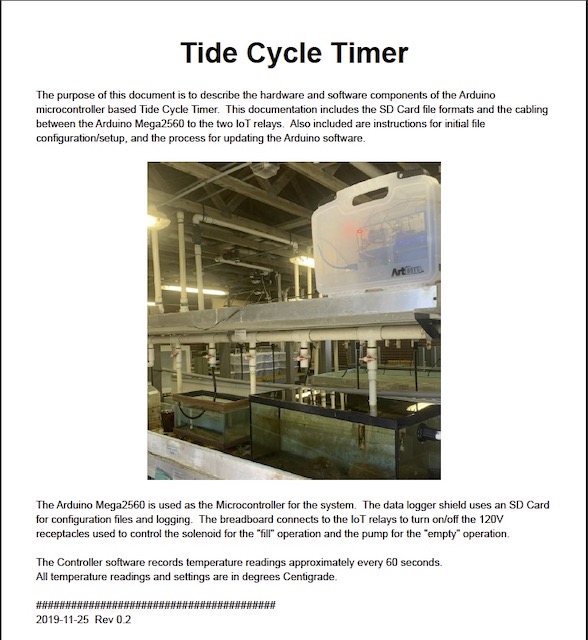 Tide Cycle Timer
The purpose of this document is to describe the hardware and software components of the Arduino
microcontroller based Tide Cycle Timer.  This documentation includes the SD Card file formats and the cabling
between the Arduino Mega2560 to the two IoT relays.  Also included are instructions for initial file
configuration/setup, and the process for updating the Arduino software.
ArtBin
The Arduino Mega2560 is used as the Microcontroller for the system.  The data logger shield uses an SD Card
for configuration files and logging.  The breadboard connects to the IoT relays to turn on/off the 120V
receptacles used to control the solenoid for the "fill" operation and the pump for the "empty" operation.
The Controller software records temperature readings approximately every 60 seconds.
All temperature readings and settings are in degrees Centigrade.
#########################################
2019-11-25  Rev 0.2